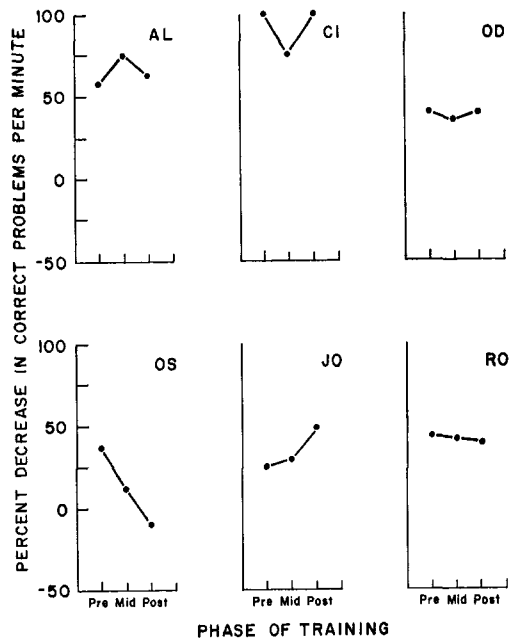 PERCENT DECREASE IN CORRECT PROBLEMS PER MINUTE
100
50
0
-50
AL
CI
OD
100
50
0
-50
OS
JO
RO
Pre Mid Post
Pre Mid Post
Pre Mid Post
PHASE OF TRAINING